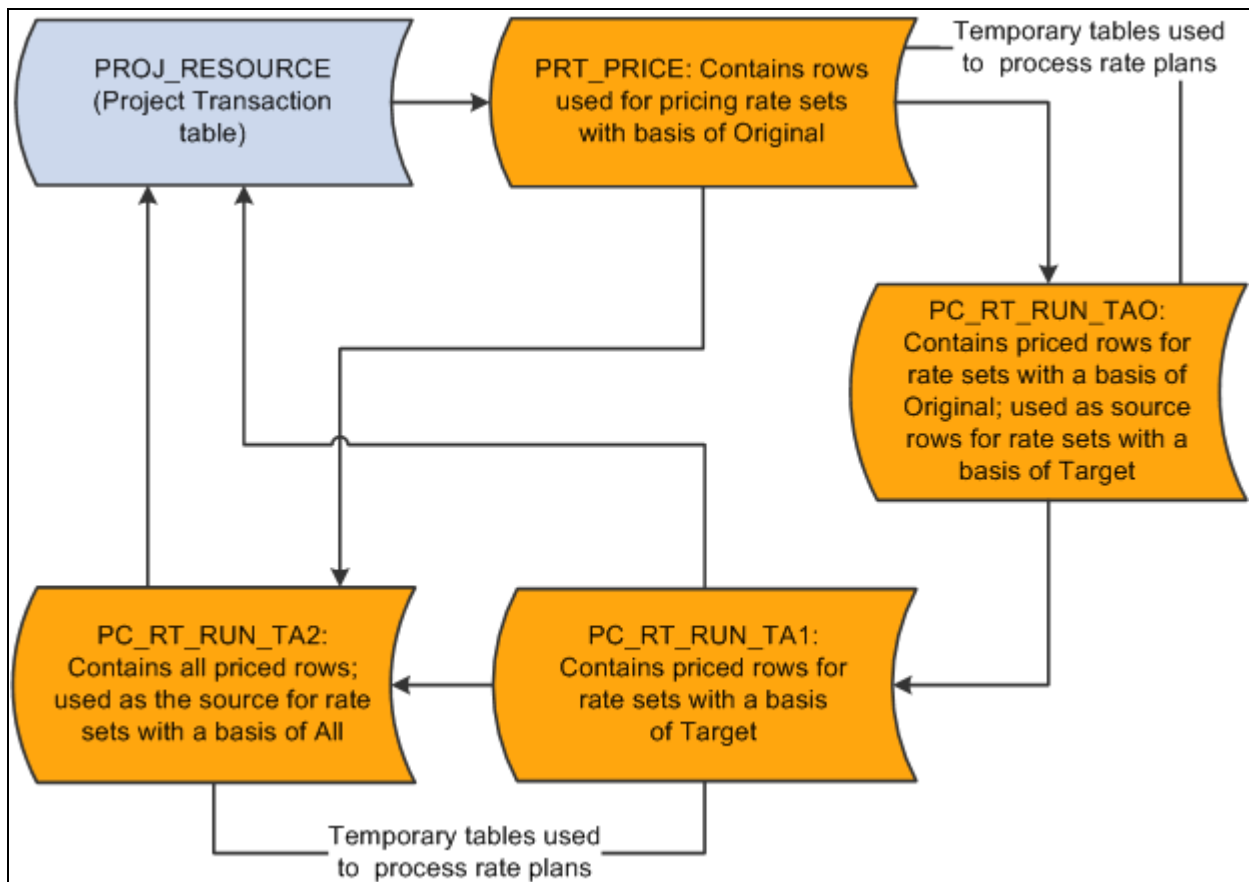 PROJ_RESOURCE
(Project Transaction
table)
PRT_PRICE: Contains rows
used for pricing rate sets
with basis of Original
Temporary tables used
to process rate plans
PC_RT_RUN_TAO:
Contains priced rows for
rate sets with a basis of
Original; used as source
rows for rate sets with a
basis of Target
PC_RT_RUN_TA2:
Contains all priced rows;
used as the source for rate
sets with a basis of All
PC_RT_RUN_TA1:
Contains priced rows for
rate sets with a basis
of Target
Temporary tables used
to process rate plans